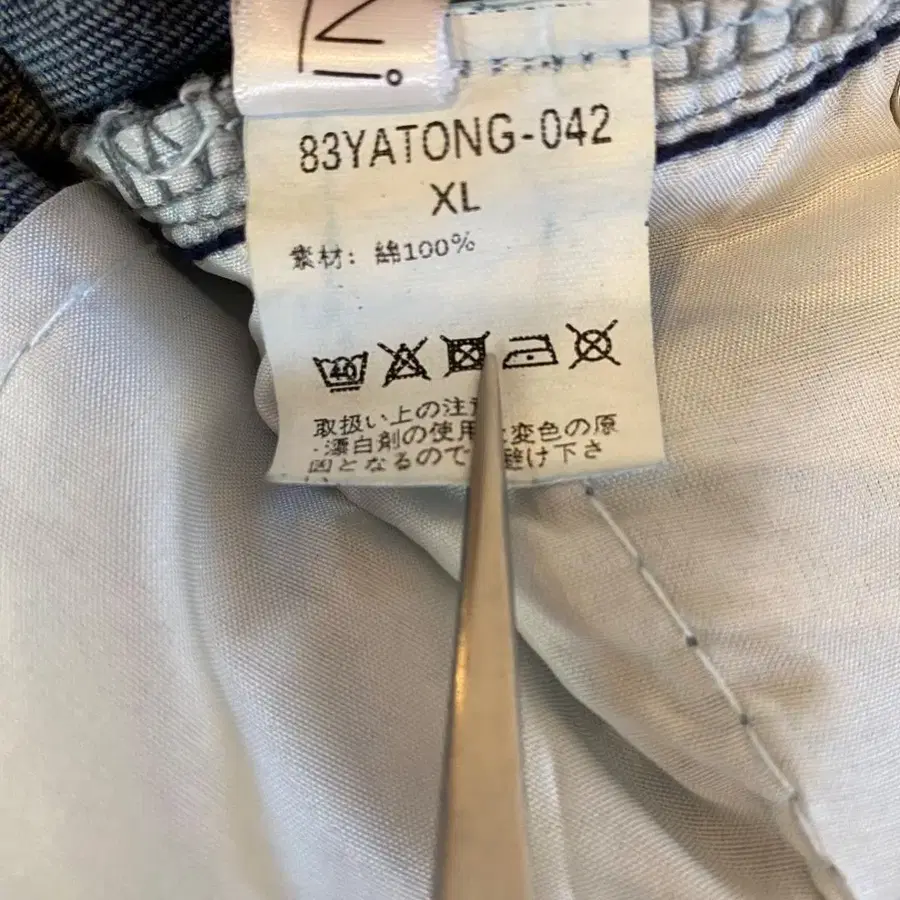 83YATONG-042
XL
素材: 綿100%
40
取扱い上の注
・漂白剤の使用 変色の原
因となるので 避け下さ